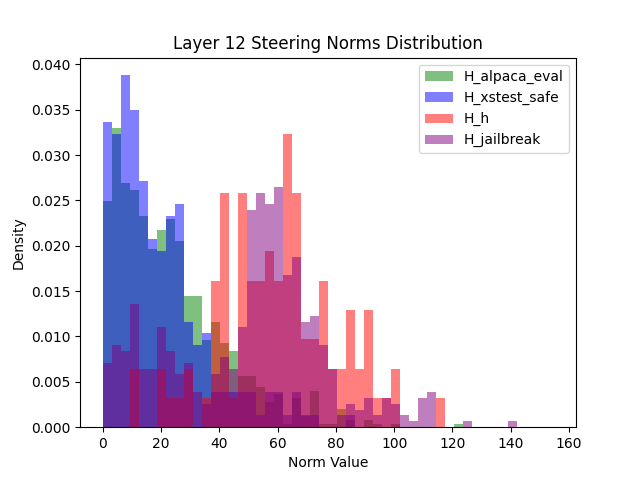 Layer 12 Steering Norms Distribution
H_alpaca_eval
H_xstest_safe
H_h
H_jailbreak
0.040
0.035
0.030
0.025
0.020
0.015
0.010
0.005
0.000
Density
0 20 40 60 80 100 120 140 160
Norm Value